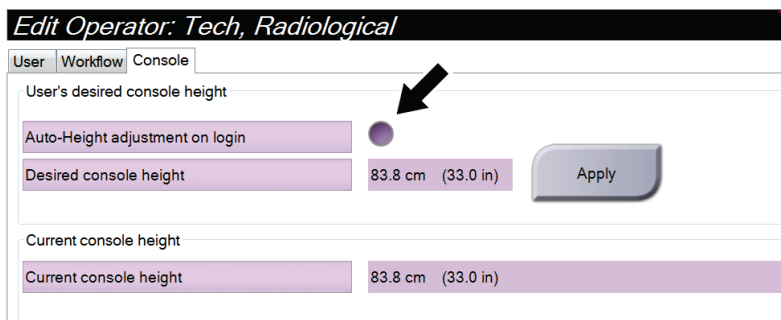 Edit Operator: Tech, Radiological
User Workflow Console
User's desired console height
Auto-Height adjustment on login
Desired console height 83.8 cm (33.0 in) Apply
Current console height
Current console height 83.8 cm (33.0 in)